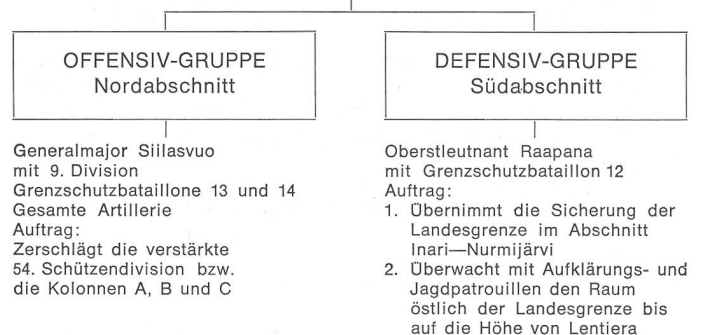 OFFENSIV-GRUPPE
Nordabschnitt
Generalmajor Siilasvuo
mit 9. Division
Grenzschutzbataillone 13 und 14
Gesamte Artillerie
Auftrag:
Zerschlägt die verstärkte
54. Schützendivision bzw.
die Kolonnen A, B und C
DEFENSIV-GRUPPE
Südabschnitt
Oberstleutnant Raapana
mit Grenzschutzbataillon 12
Auftrag:
1. Übernimmt die Sicherung der
Landesgrenze im Abschnitt
Inari—Nurmijärvi
2. Überwacht mit Aufklärungs- und
Jagdpatrouillen den Raum
östlich der Landesgrenze bis
auf die Höhe von Lentiera